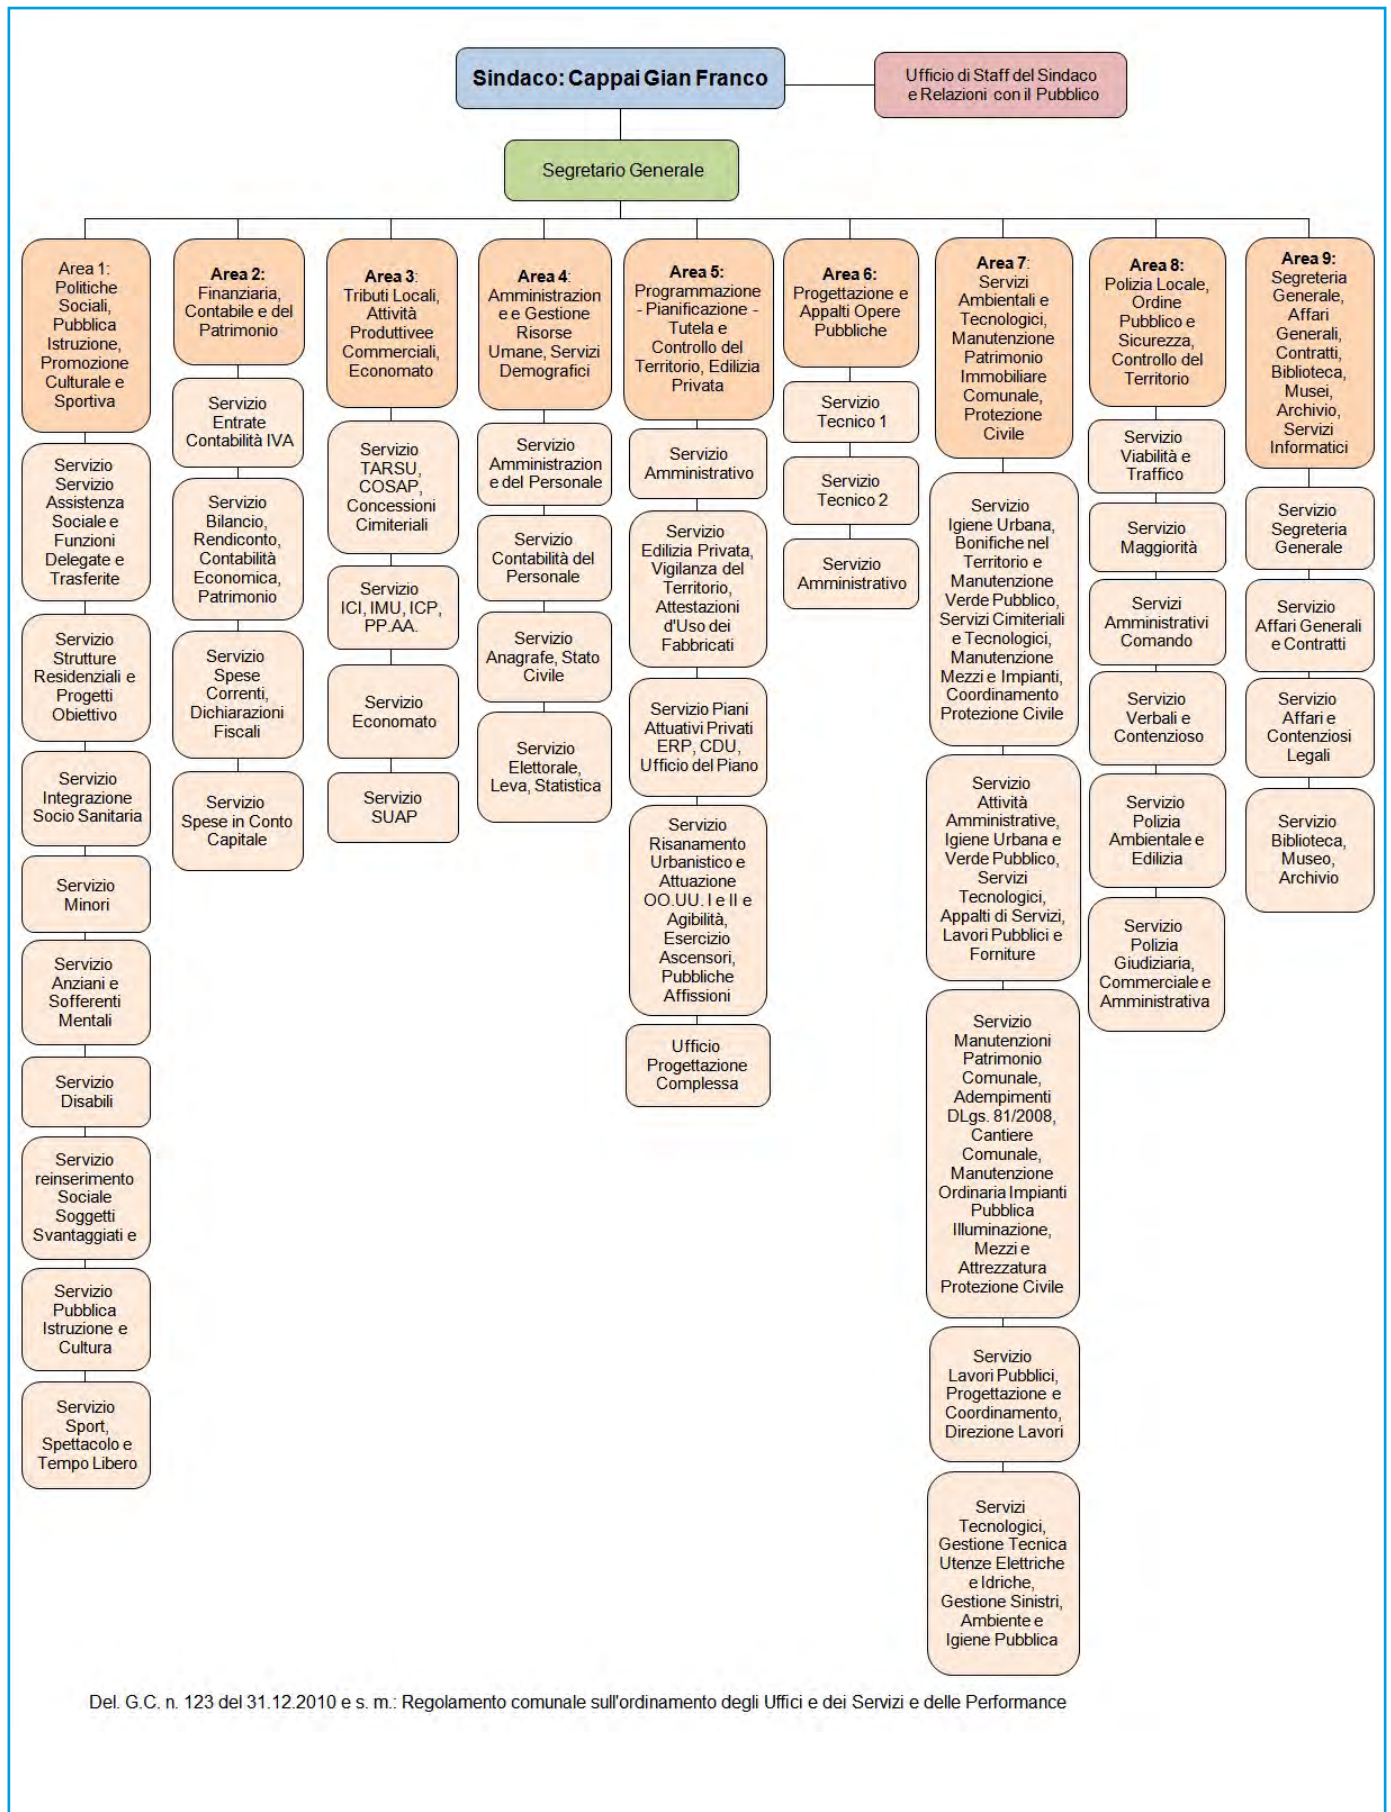 Sindaco: Cappai Gian Franco
Ufficio di Staff del Sindaco
e Relazioni con il Pubblico
Segretario Generale
Area 1:
Politiche
Sociali,
Pubblica
Istruzione,
Promozione
Culturale e
Sportiva
Servizio
Servizio
Assistenza
Sociale e
Funzioni
Delegate e
Trasferite
Servizio
Strutture
Residenziali e
Progetti
Obiettivo
Servizio
Integrazione
Socio Sanitaria
Servizio
Minori
Servizio
Anziani e
Sofferenti
Mentali
Servizio
Disabili
Servizio
reinserimento
Sociale
Soggetti
Svantaggiati e
Servizio
Pubblica
Istruzione e
Cultura
Servizio
Sport,
Spettacolo e
Tempo Libero
Area 2:
Finanziaria,
Contabile e del
Patrimonio
Servizio
Entrate
Contabilità IVA
Servizio
Bilancio,
Rendiconto,
Contabilità
Economica,
Patrimonio
Servizio
Spese
Correnti,
Dichiarazioni
Fiscali
Servizio
Spese in Conto
Capitale
Area 3:
Tributi Locali,
Attività
Produttivee
Commerciali,
Economato
Servizio
TARSU,
COSAP,
Concessioni
Cimiteriali
Servizio
ICI, IMU, ICP,
PP.AA.
Servizio
Economato
Servizio
SUAP
Area 4:
Amministrazion
e e Gestione
Risorse
Umane, Servizi
Demografici
Servizio
Amministrazion
e del Personale
Servizio
Contabilità del
Personale
Servizio
Anagrafe, Stato
Civile
Servizio
Elettorale,
Leva, Statistica
Area 5:
Programmazione
- Pianificazione -
Tutela e
Controllo del
Territorio, Edilizia
Privata
Servizio
Amministrativo
Servizio
Edilizia Privata,
Vigilanza del
Territorio,
Attestazioni
d'Uso dei
Fabbricati
Servizio Piani
Attuativi Privati
ERP, CDU,
Ufficio del Piano
Servizio
Risanamento
Urbanistico e
Attuazione
OO.UU. I e II e
Agibilità,
Esercizio
Ascensori,
Pubbliche
Affissioni
Ufficio
Progettazione
Complessa
Area 6:
Progettazione e
Appalti Opere
Pubbliche
Servizio
Tecnico 1
Servizio
Tecnico 2
Servizio
Amministrativo
Area 7:
Servizi
Ambientali e
Tecnologici,
Manutenzione
Patrimonio
Immobiliare
Comunale,
Protezione
Civile
Servizio
Igiene Urbana,
Bonifiche nel
Territorio e
Manutenzione
Verde Pubblico,
Servizi Cimiteriali
e Tecnologici,
Manutenzione
Mezzi e Impianti,
Coordinamento
Protezione Civile
Servizio
Attività
Amministrative,
Igiene Urbana e
Verde Pubblico,
Servizi
Tecnologici,
Appalti di Servizi,
Lavori Pubblici e
Forniture
Servizio
Manutenzioni
Patrimonio
Comunale,
Adempimenti
DLgs. 81/2008,
Cantiere
Comunale,
Manutenzione
Ordinaria Impianti
Pubblica
Illuminazione,
Mezzi e
Attrezzatura
Protezione Civile
Servizio
Lavori Pubblici,
Progettazione e
Coordinamento,
Direzione Lavori
Servizi
Tecnologici,
Gestione Tecnica
Utenze Elettriche
e Idriche,
Gestione Sinistri,
Ambiente e
Igiene Pubblica
Area 8:
Polizia Locale,
Ordine
Pubblico e
Sicurezza,
Controllo del
Territorio
Servizio
Viabilità e
Traffico
Servizio
Maggiorità
Servizi
Amministrativi
Comando
Servizio
Verbali e
Contenzioso
Servizio
Polizia
Ambientale e
Edilizia
Servizio
Polizia
Giudiziaria,
Commerciale e
Amministrativa
Area 9:
Segreteria
Generale,
Affari
Generali,
Contratti,
Biblioteca,
Musei,
Archivio,
Servizi
Informatici
Servizio
Segreteria
Generale
Servizio
Affari Generali
e Contratti
Servizio
Affari e
Contenziosi
Legali
Servizio
Biblioteca,
Museo,
Archivio
Del. G.C. n. 123 del 31.12.2010 e s. m.: Regolamento comunale sull'ordinamento degli Uffici e dei Servizi e delle Performance